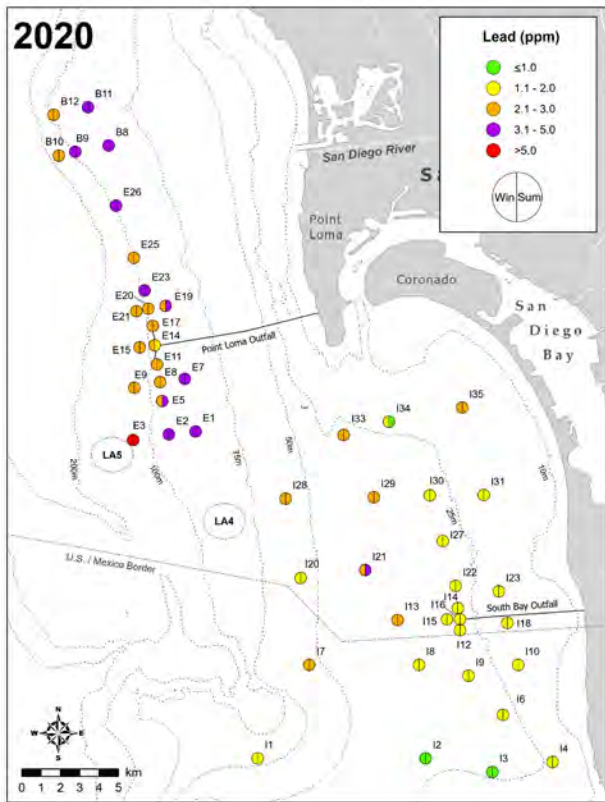 2020
Lead (ppm)
≤1.0
1.1 - 2.0
2.1 - 3.0
3.1 - 5.0
>5.0
Win Sum
B11
B12
B8
B9
B10
San Diego River
S
Point
Loma
E26
Coronado
E25
San
Diego
Bay
E23
E20
E19
E21
E17
E14
E15
Point Loma Outfall
E11
E8
E7
E9
E5
E3
E2
E1
I33
I34
I35
LA5
200m
100m
75m
50m
10m
I28
I29
I30
I31
LA4
25m
I27
U.S. / Mexico Border
I20
I21
I22
I23
I14
I16
South Bay Outfall
I13
I15
I18
I12
I7
I8
I9
I10
I6
N
W
E
S
I1
I2
I3
I4
0 1 2 3 4 5
km